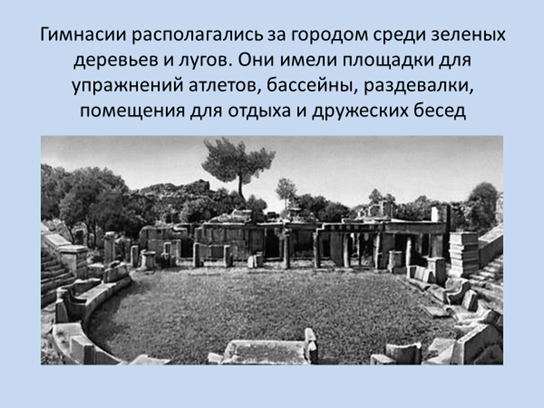 Гимнасии располагались за городом среди зеленых
деревьев и лугов. Они имели площадки для
упражнений атлетов, бассейны, раздевалки,
помещения для отдыха и дружеских бесед